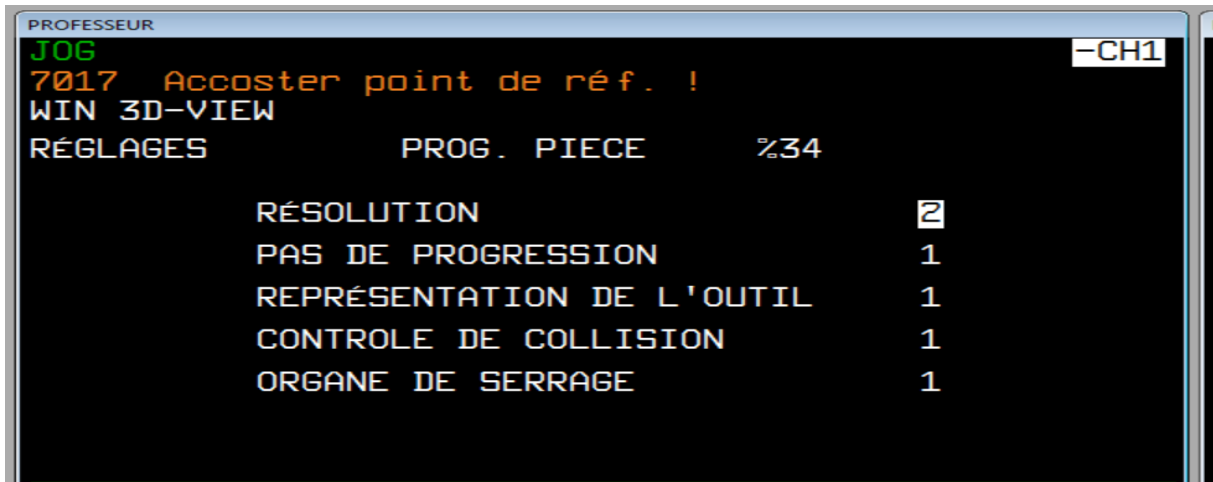 PROFESSEUR
JOG -CH1
7017 Accoster point de réf. !
WIN 3D-VIEW
RÉGLAGES PROG. PIECE %34
RÉSOLUTION 2
PAS DE PROGRESSION 1
REPRÉSENTATION DE L'OUTIL 1
CONTROLE DE COLLISION 1
ORGANE DE SERRAGE 1